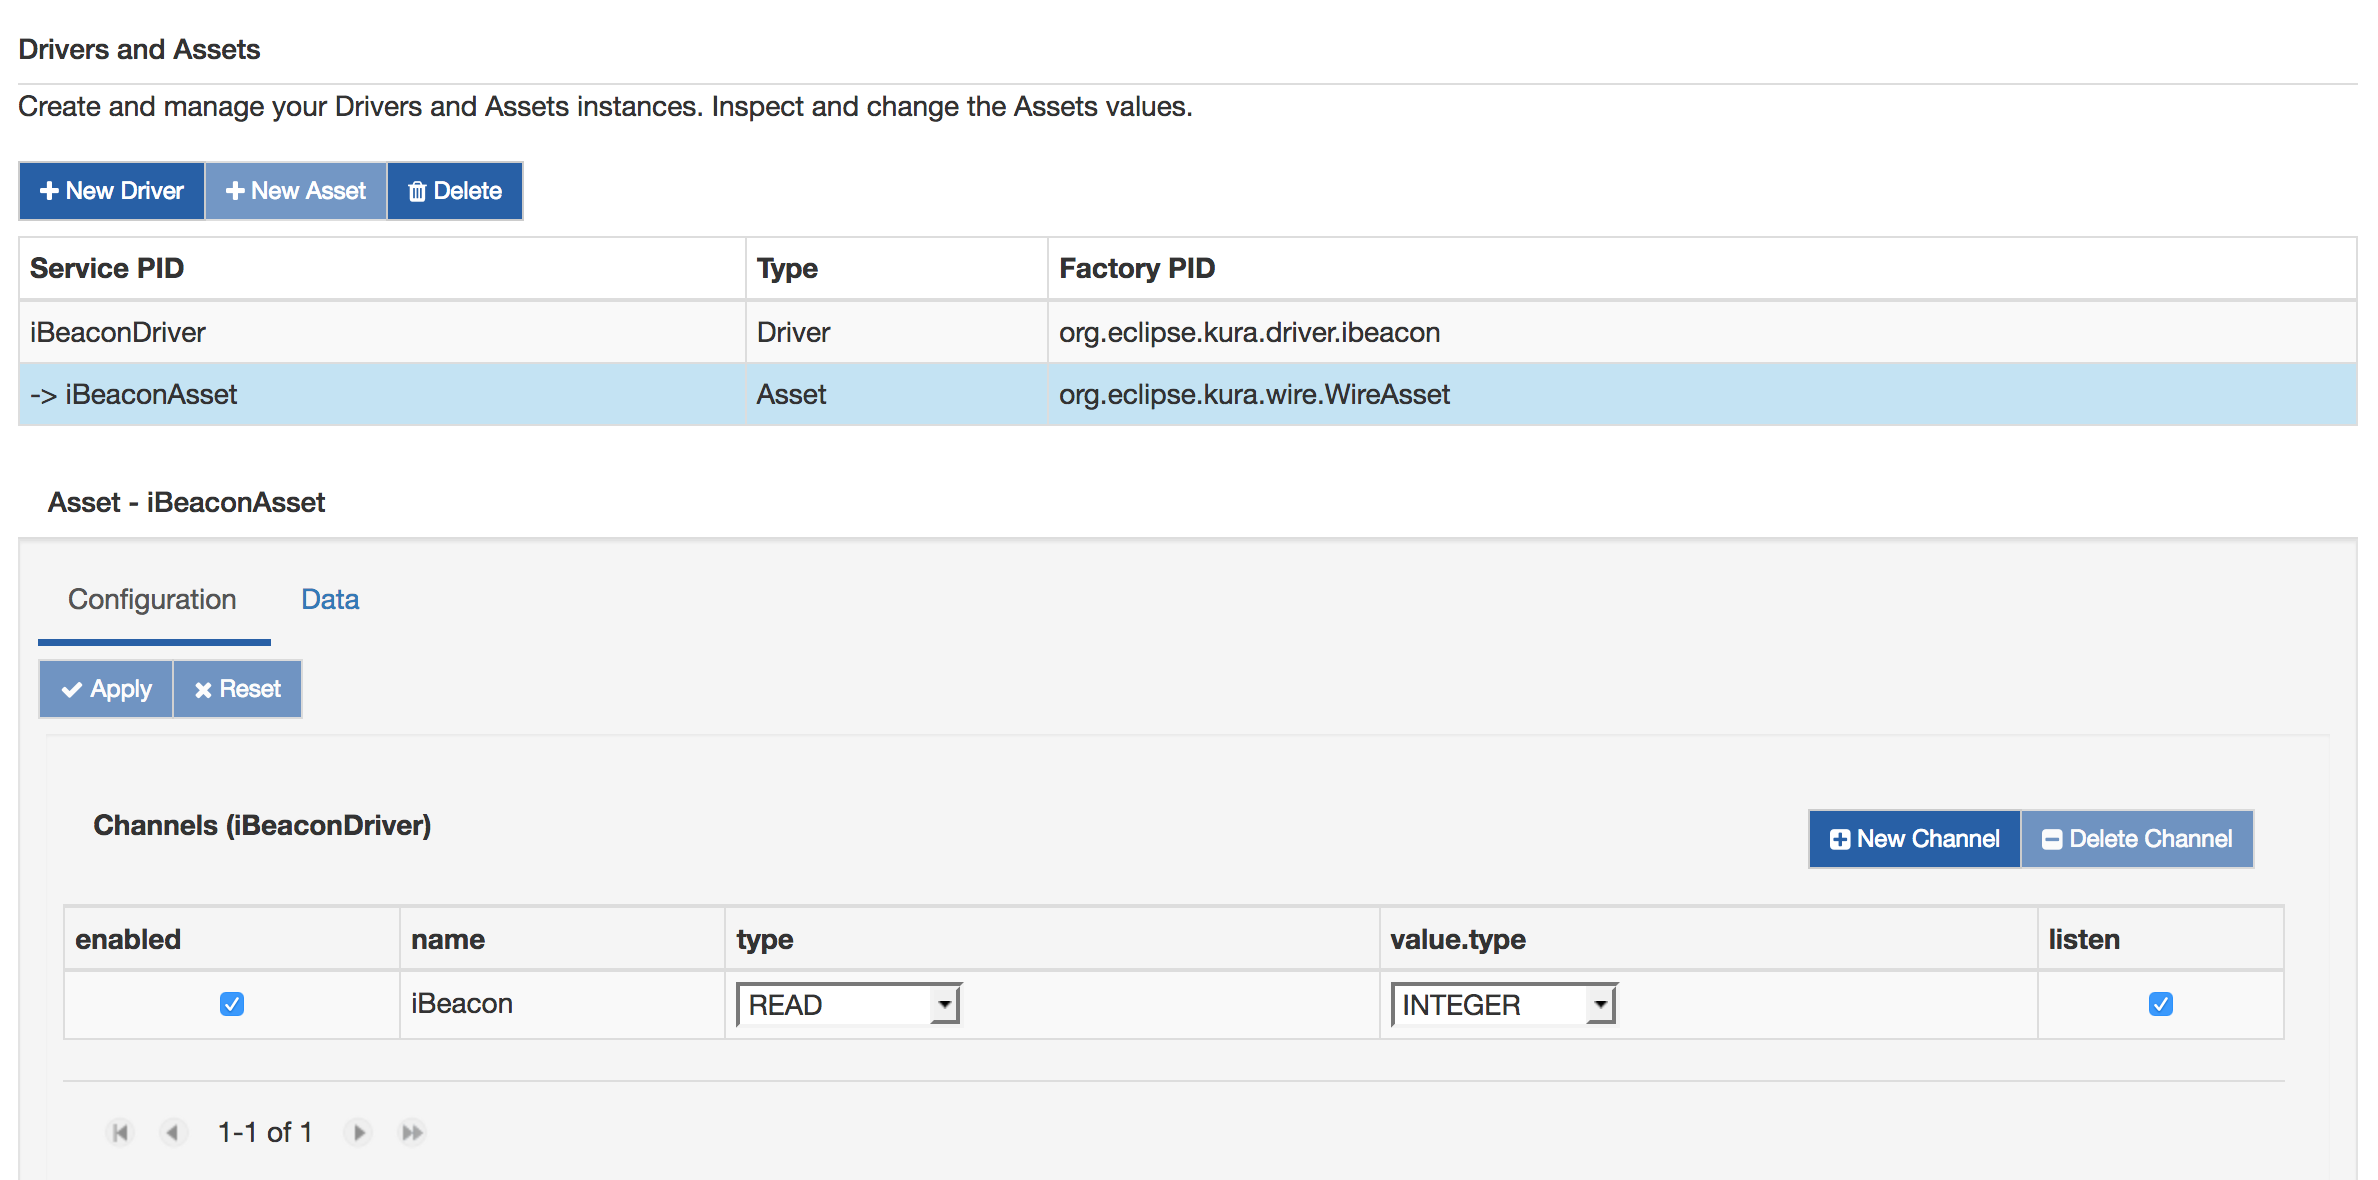 Drivers and Assets
Create and manage your Drivers and Assets instances. Inspect and change the Assets values.
New Driver New Asset Delete
Service PID Type Factory PID
iBeaconDriver Driver org.eclipse.kura.driver.ibeacon
-> iBeaconAsset Asset org.eclipse.kura.wire.WireAsset
Asset - iBeaconAsset
Configuration Data
Apply Reset
Channels (iBeaconDriver) New Channel Delete Channel
enabled name type value.type listen
iBeacon READ INTEGER
1-1 of 1